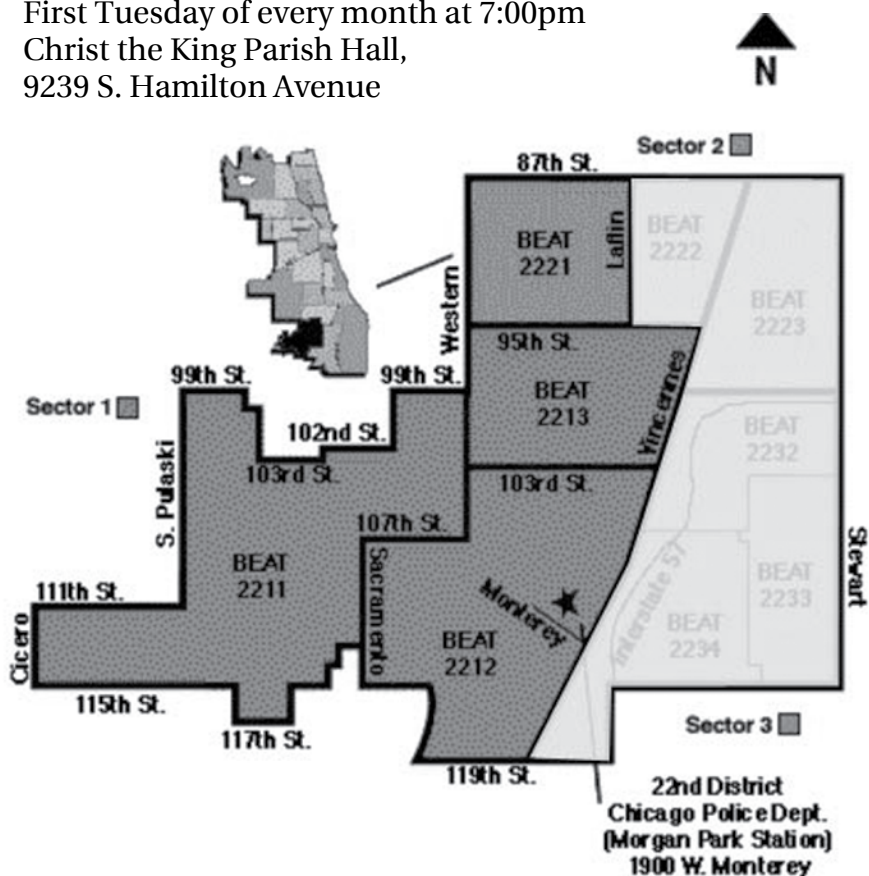 First Tuesday of every month at 7:00pm
Christ the King Parish Hall,
9239 S. Hamilton Avenue
N
Sector 2
87th St.
BEAT
2221
Laflin
BEAT
2222
BEAT
2223
Western
95th St.
BEAT
2213
Vincennes
99th St.
99th St.
Sector 1
102nd St.
103rd St.
103rd St.
BEAT
2232
S. Pulaski
107th St.
BEAT
2211
Sacramento
Monterey
BEAT
2212
Interstate 57
BEAT
2233
BEAT
2234
Stewart
111th St.
Cicero
115th St.
117th St.
119th St.
Sector 3
22nd District
Chicago Police Dept.
(Morgan Park Station)
1900 W. Monterey